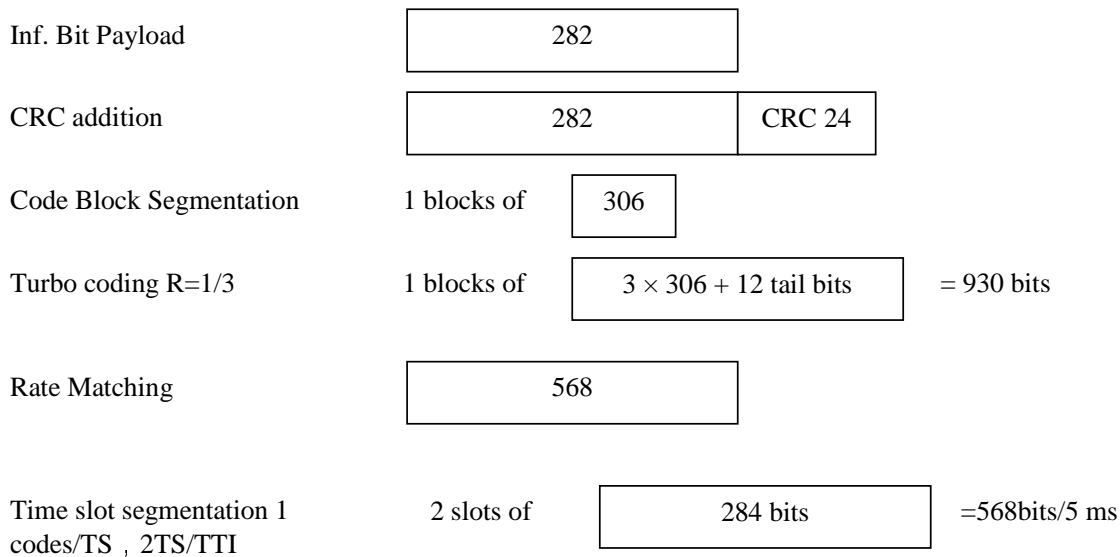 Inf. Bit Payload 282
CRC addition 282 CRC 24
Code Block Segmentation 1 blocks of 306
Turbo coding R=1/3 1 blocks of 3 × 306 + 12 tail bits = 930 bits
Rate Matching 568
Time slot segmentation 1 2 slots of 284 bits =568bits/5 ms
codes/TS , 2TS/TTI